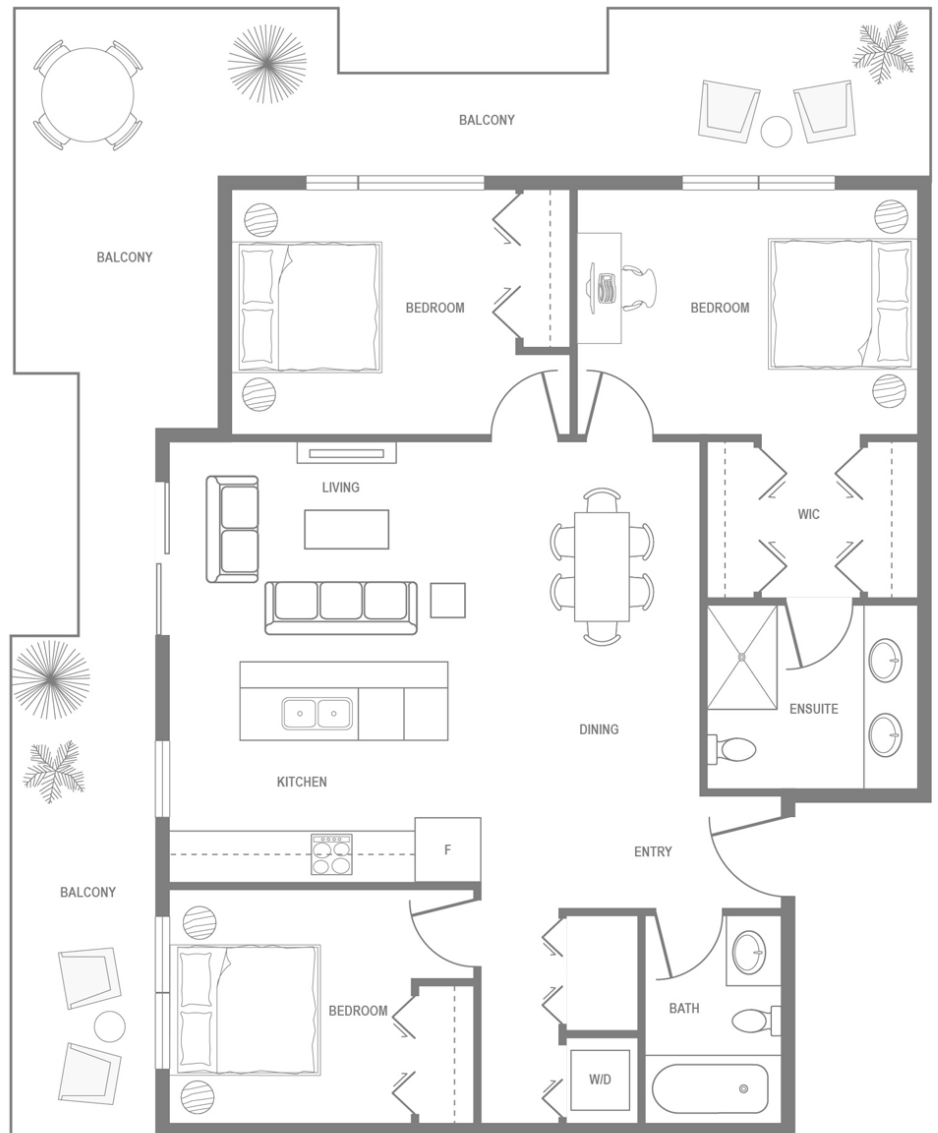 BALCONY
BALCONY
BEDROOM
BEDROOM
LIVING
WIC
ENSUITE
DINING
KITCHEN
F
ENTRY
BALCONY
BEDROOM
BATH
W/D